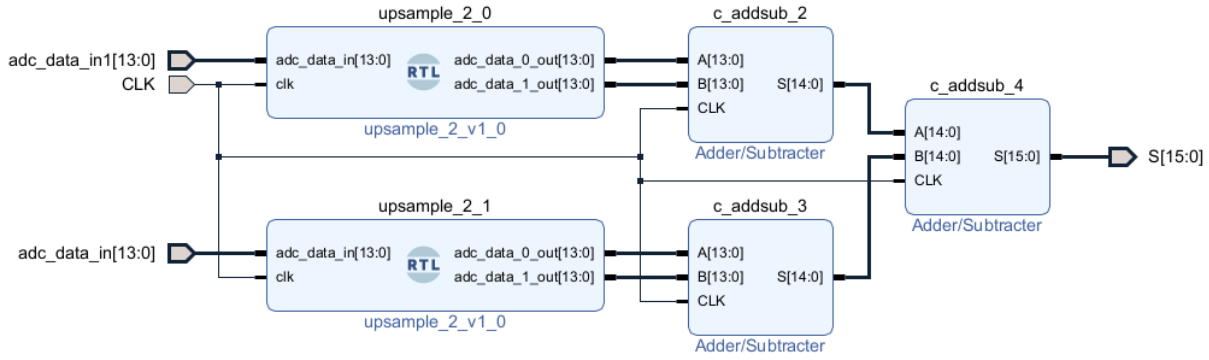 upsample_2_0
adc_data_in1[13:0]
CLK
adc_data_in[13:0]
clk
RTL
adc_data_0_out[13:0]
adc_data_1_out[13:0]
upsample_2_v1_0
c_addsub_2
A[13:0]
B[13:0]
CLK
S[14:0]
Adder/Subtracter
c_addsub_4
A[14:0]
B[14:0]
CLK
S[15:0]
Adder/Subtracter
S[15:0]
upsample_2_1
adc_data_in[13:0]
adc_data_in[13:0]
clk
RTL
adc_data_0_out[13:0]
adc_data_1_out[13:0]
upsample_2_v1_0
c_addsub_3
A[13:0]
B[13:0]
CLK
S[14:0]
Adder/Subtracter